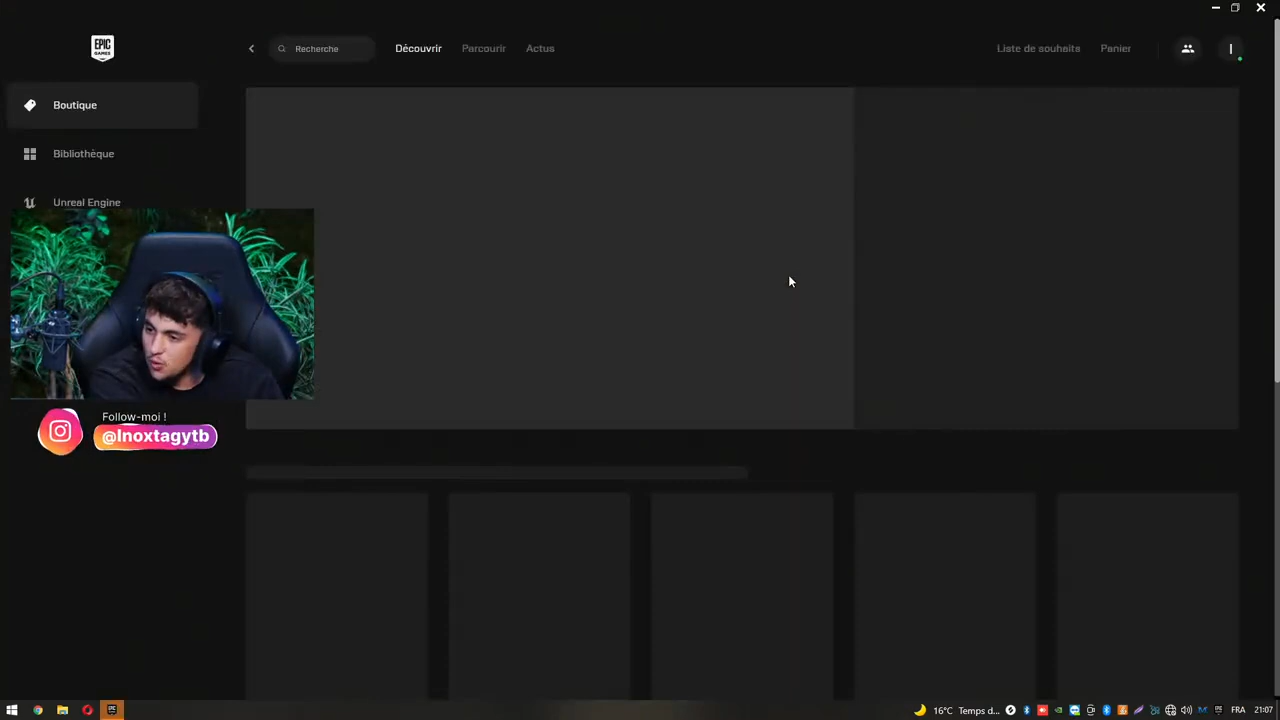 EPIC
GAMES
Recherche
Découvrir
Parcourir
Actus
Liste de souhaits
Panier
I
Boutique
Bibliothèque
Unreal Engine
Follow-moi !
@Inoxtagytb
16°C Temps d...
FRA
21:07